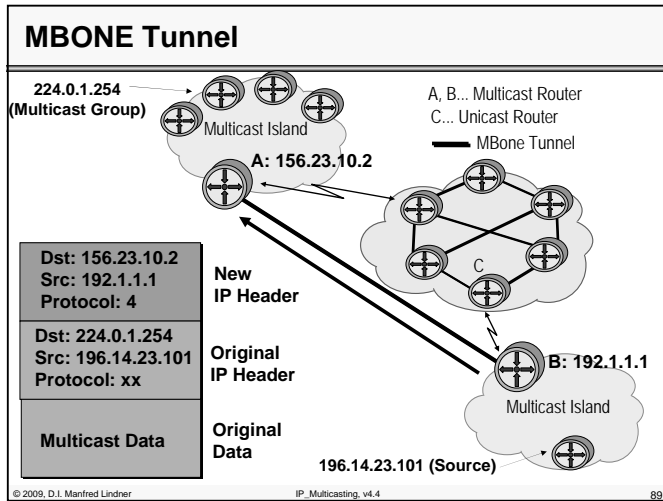 MBONE Tunnel
224.0.1.254
(Multicast Group)
Multicast Island
A: 156.23.10.2
A, B... Multicast Router
C... Unicast Router
MBone Tunnel
C
Dst: 156.23.10.2
Src: 192.1.1.1
Protocol: 4
New
IP Header
Dst: 224.0.1.254
Src: 196.14.23.101
Protocol: xx
Original
IP Header
Multicast Data
Original
Data
B: 192.1.1.1
Multicast Island
196.14.23.101 (Source)
© 2009, D.I. Manfred Lindner
IP_Multicasting, v4.4
89